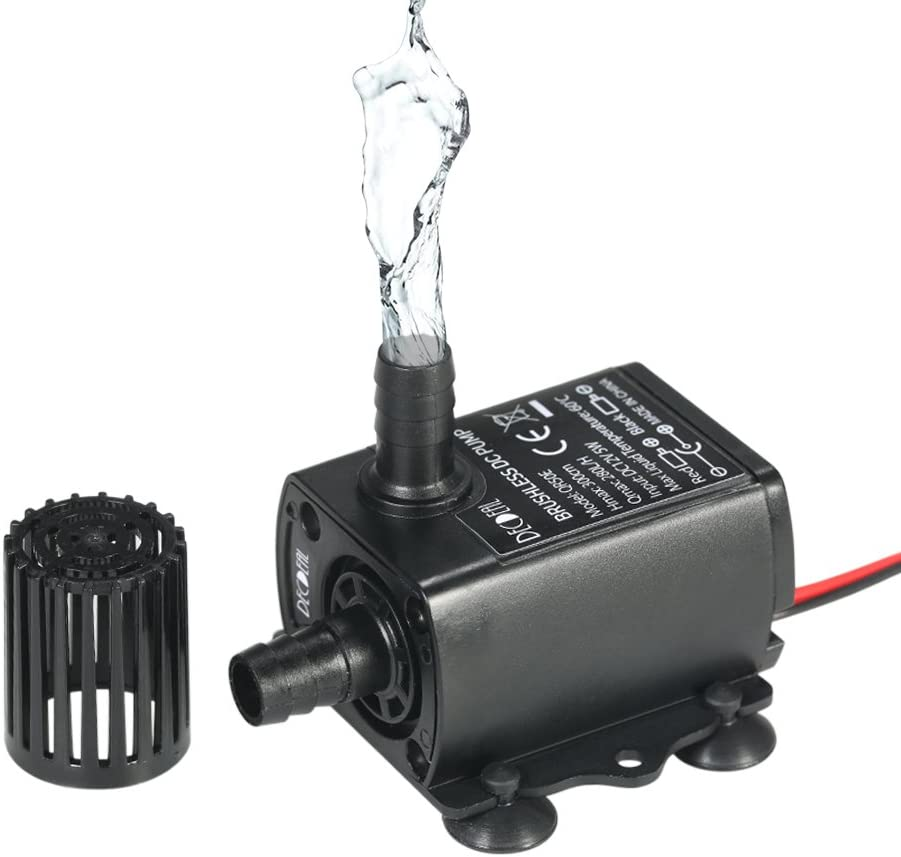 DECDEAL
BRUSHLESS DC PUMP
Model:QR50E
Hmax: 300cm
Qmax: 280L/H
Input: DC12V 5W
Max Liquid Temperature: 60℃
Red
Black
MADE IN CHINA
CE
DECDEAL